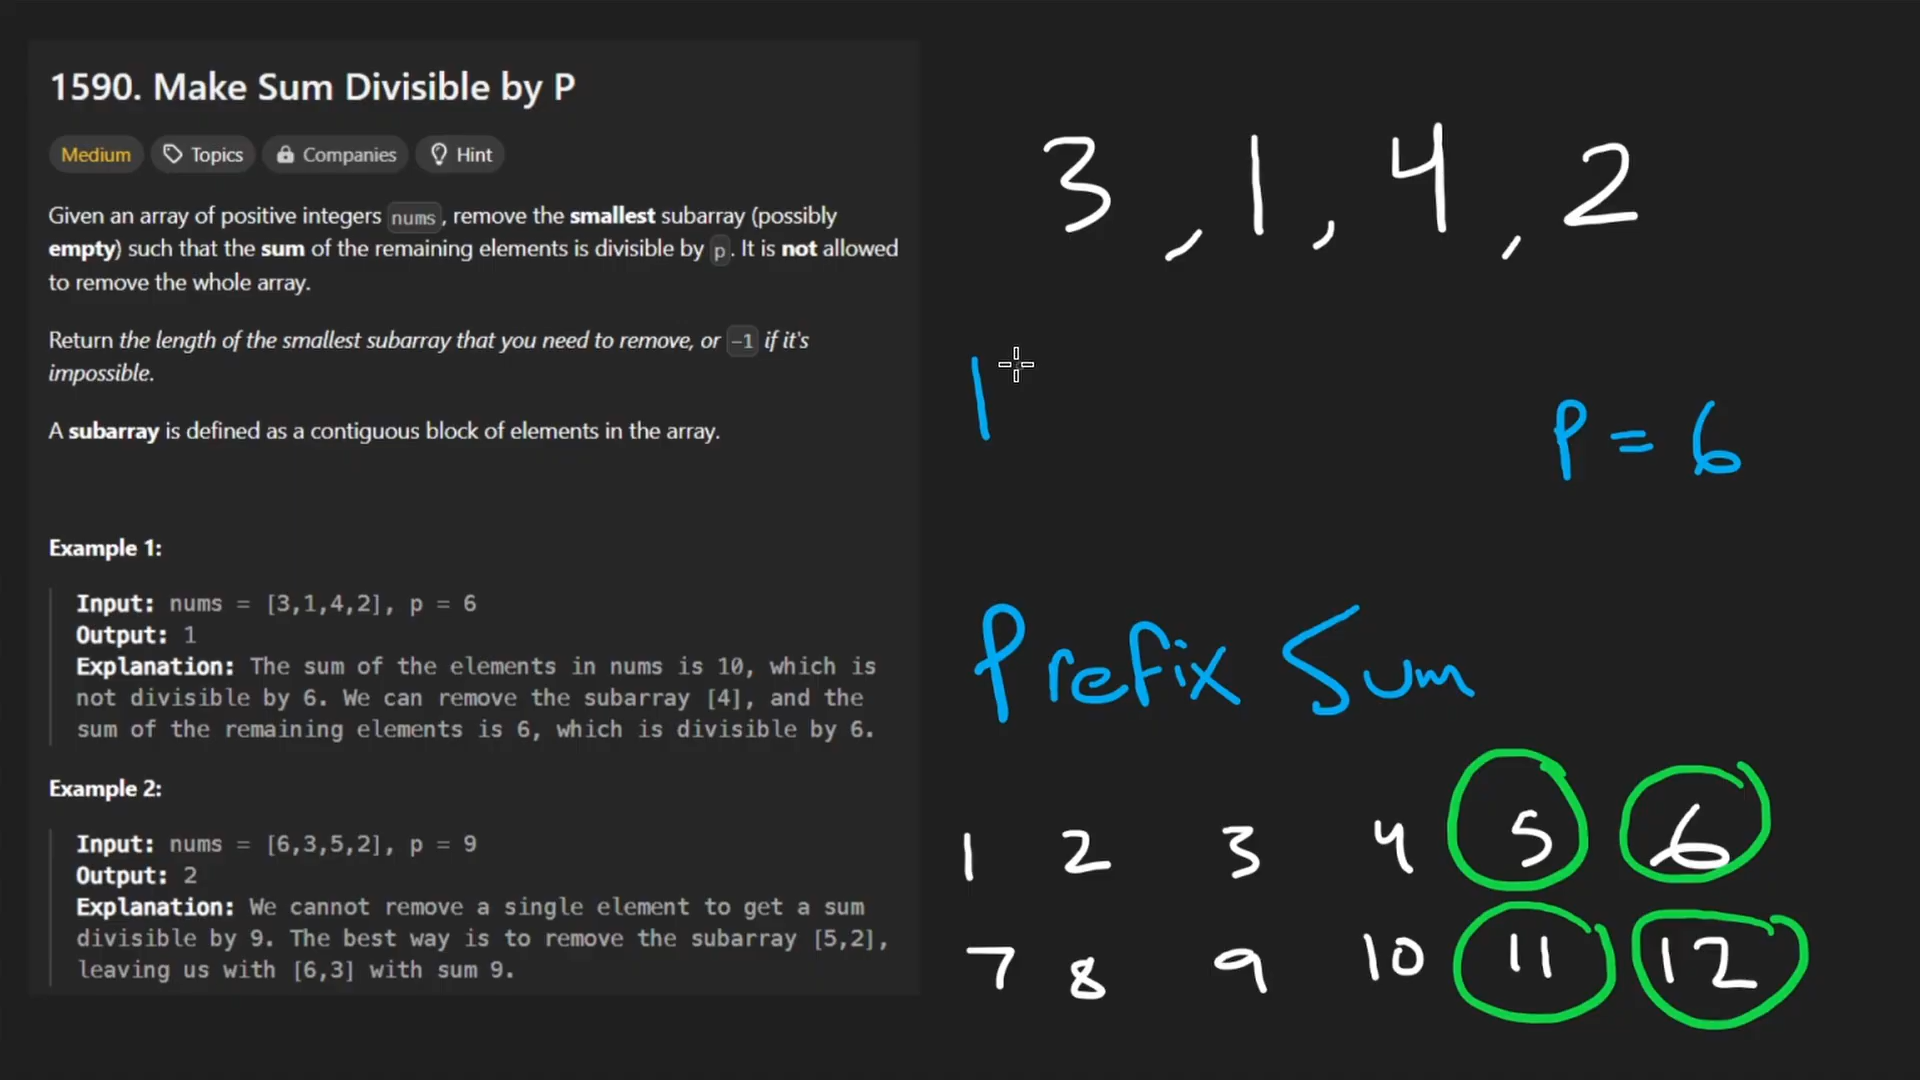 1590. Make Sum Divisible by P
Medium Topics Companies Hint
Given an array of positive integers nums, remove the smallest subarray (possibly
empty) such that the sum of the remaining elements is divisible by p. It is not allowed
to remove the whole array.
Return the length of the smallest subarray that you need to remove, or -1 if it's
impossible.
A subarray is defined as a contiguous block of elements in the array.
Example 1:
Input: nums = [3,1,4,2], p = 6
Output: 1
Explanation: The sum of the elements in nums is 10, which is
not divisible by 6. We can remove the subarray [4], and the
sum of the remaining elements is 6, which is divisible by 6.
Example 2:
Input: nums = [6,3,5,2], p = 9
Output: 2
Explanation: We cannot remove a single element to get a sum
divisible by 9. The best way is to remove the subarray [5,2],
leaving us with [6,3] with sum 9.
3, 1, 4, 2
P = 6
Prefix Sum
1 2 3 4 5 6
7 8 9 10 11 12